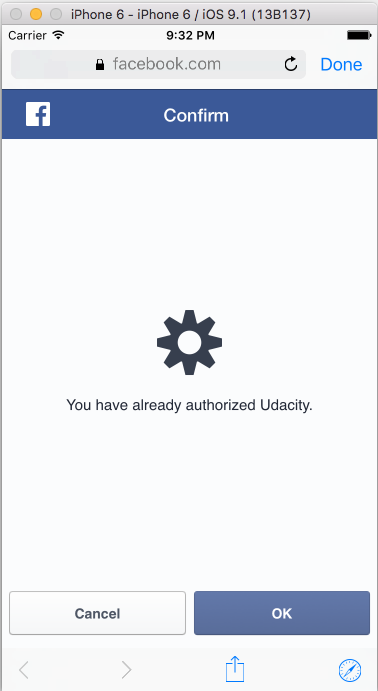 iPhone 6 - iPhone 6 / iOS 9.1 (13B137)
Carrier 9:32 PM
facebook.com Done
f Confirm
You have already authorized Udacity.
Cancel OK